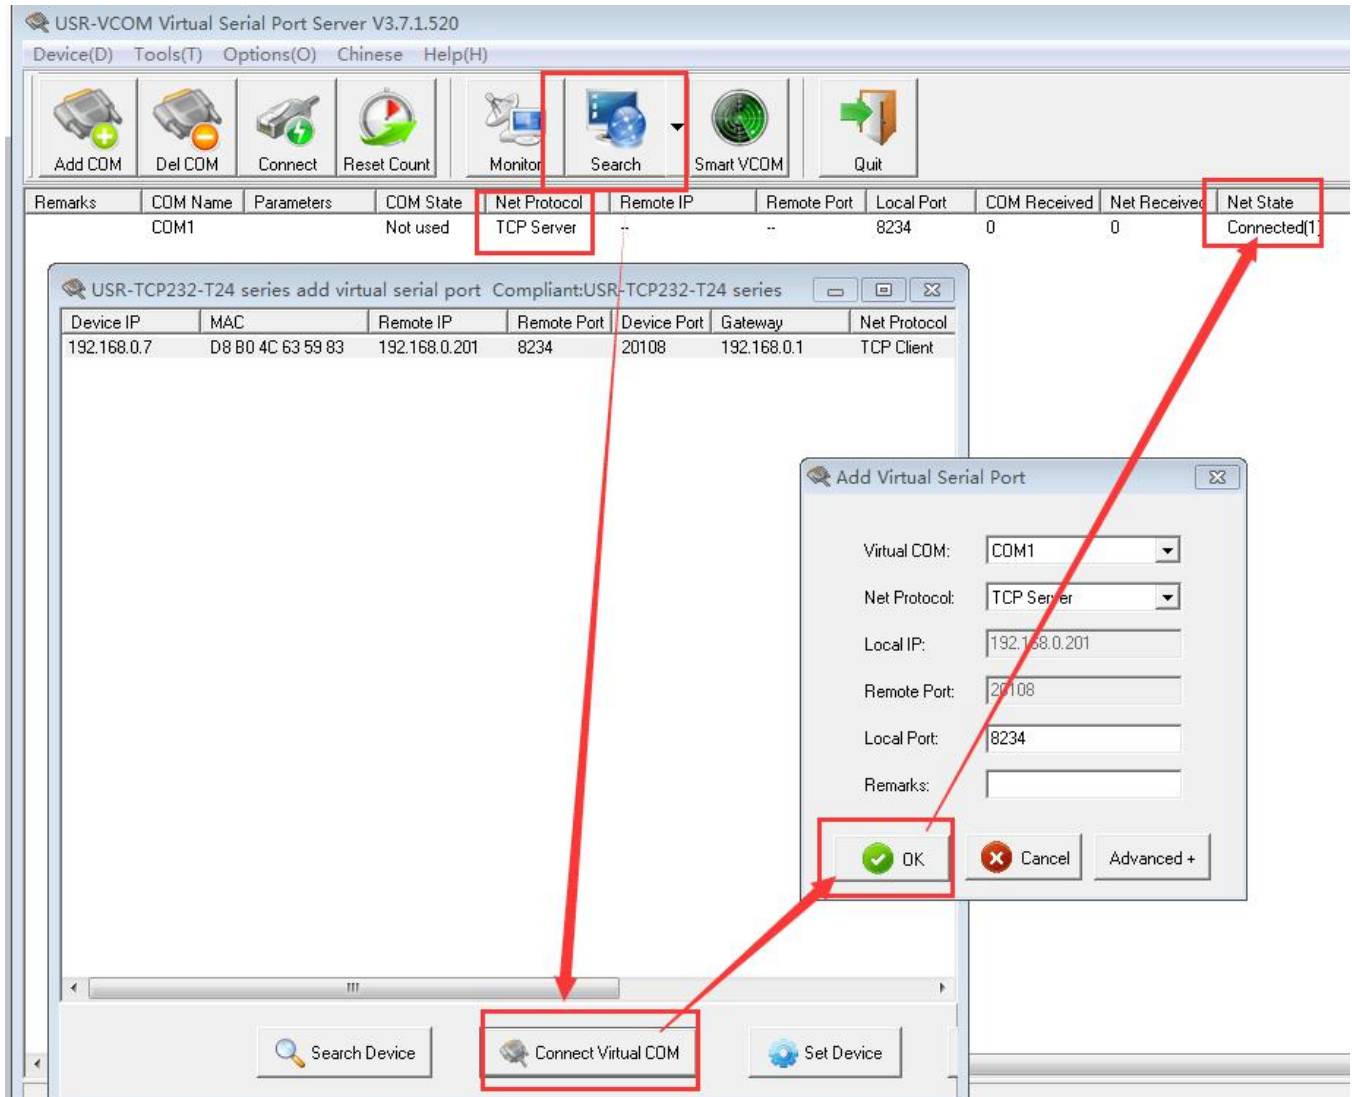 USR-VCOM Virtual Serial Port Server V3.7.1.520
Device(D) Tools(T) Options(O) Chinese Help(H)
Add COM Del COM Connect Reset Count Monitor Search Smart VCOM Quit
Remarks COM Name Parameters COM State Net Protocol Remote IP Remote Port Local Port COM Received Net Received Net State
COM1 Not used TCP Server -- -- 8234 0 0 Connected(1)
USR-TCP232-T24 series add virtual serial port Compliant:USR-TCP232-T24 series
Device IP MAC Remote IP Remote Port Device Port Gateway Net Protocol
192.168.0.7 D8 B0 4C 63 59 83 192.168.0.201 8234 20108 192.168.0.1 TCP Client
Add Virtual Serial Port
Virtual COM: COM1
Net Protocol: TCP Server
Local IP: 192.168.0.201
Remote Port: 20108
Local Port: 8234
Remarks:
OK Cancel Advanced +
Search Device Connect Virtual COM Set Device